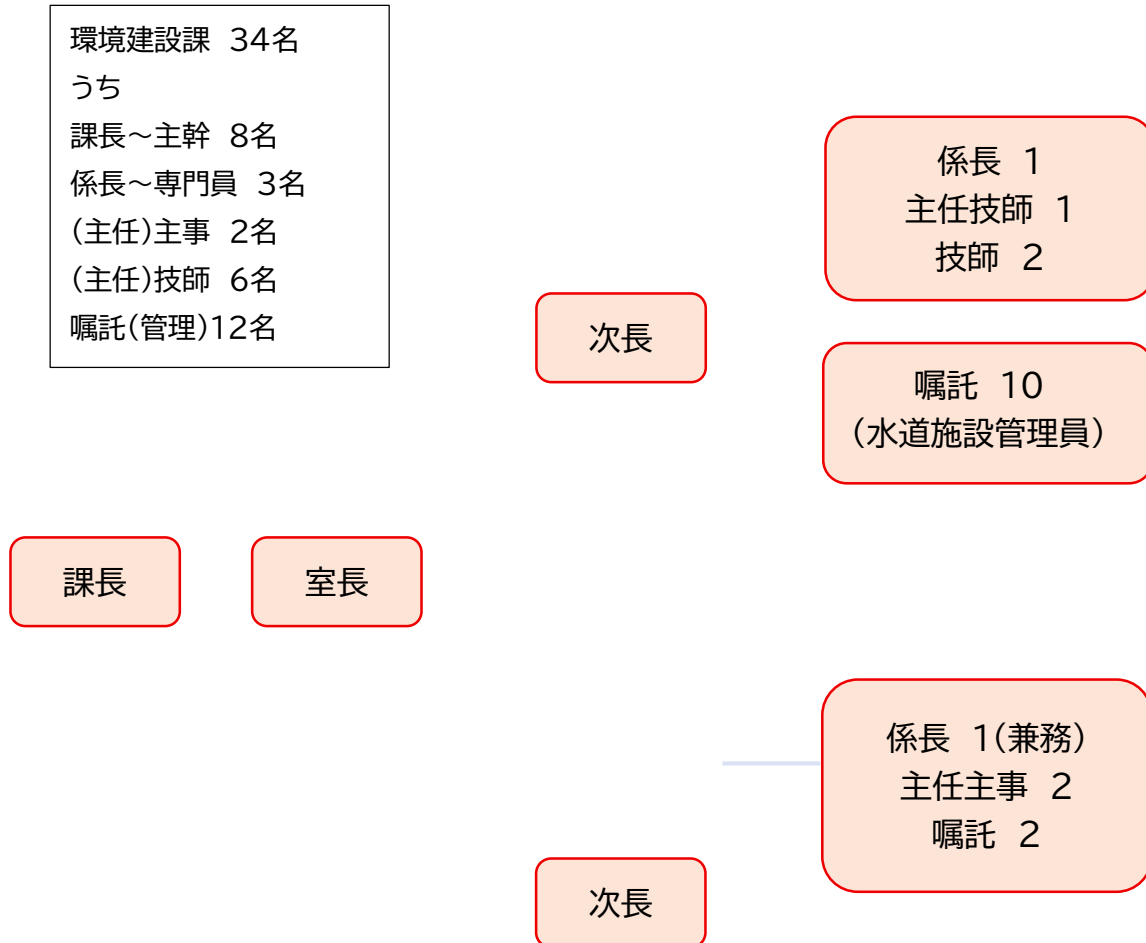 環境建設課 34名
うち
課長～主幹 8名
係長～専門員 3名
(主任)主事 2名
(主任)技師 6名
嘱託(管理)12名
係長 1
主任技師 1
技師 2
次長
嘱託 10
(水道施設管理員)
課長
室長
係長 1(兼務)
主任主事 2
嘱託 2
次長